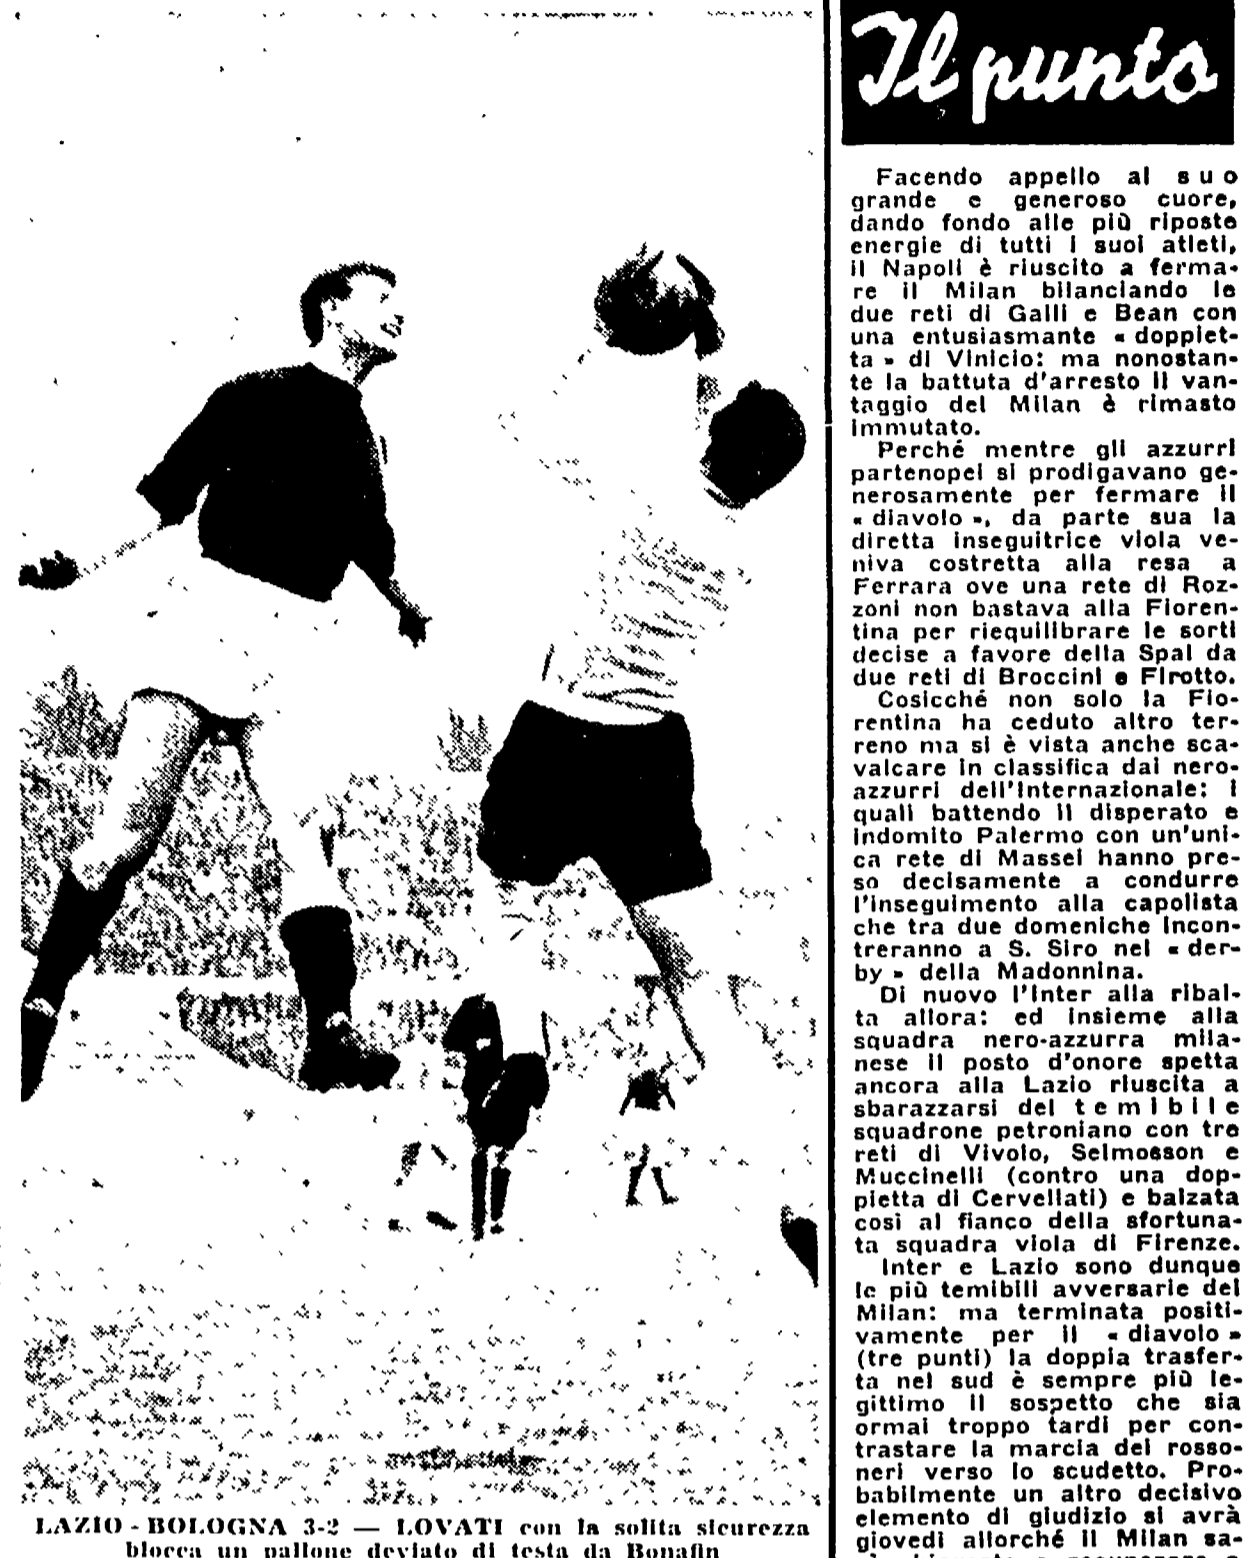 Il punto
Facendo appello al suo
grande e generoso cuore,
dando fondo alle più riposte
energie di tutti i suoi atleti,
il Napoli è riuscito a ferma-
re il Milan bilanciando le
due reti di Galli e Bean con
una entusiasmante « doppiet-
ta » di Vinicio: ma nonostan-
te la battuta d'arresto il van-
taggio del Milan è rimasto
immutato.
Perché mentre gli azzurri
partenopei si prodigavano ge-
nerosamente per fermare il
« diavolo », da parte sua la
diretta inseguitrice viola ve-
niva costretta alla resa a
Ferrara ove una rete di Roz-
zoni non bastava alla Fioren-
tina per riequilibrare le sorti
decise a favore della Spal da
due reti di Broccini e Firotto.
Cosicché non solo la Fio-
rentina ha ceduto altro ter-
reno ma si è vista anche sca-
valcare in classifica dai nero-
azzurri dell'Internazionale: i
quali battendo il disperato e
indomito Palermo con un'uni-
ca rete di Massei hanno pre-
so decisamente a condurre
l'inseguimento alla capolista
che tra due domeniche incon-
treranno a S. Siro nel « der-
by » della Madonnina.
Di nuovo l'Inter alla ribal-
ta allora: ed insieme alla
squadra nero-azzurra mila-
nese il posto d'onore spetta
ancora alla Lazio riuscita a
sbarazzarsi del temibile
squadrone petroniano con tre
reti di Vivolo, Selmosson e
Muccinelli (contro una dop-
pietta di Cervellati) e balzata
così al fianco della sfortuna-
ta squadra viola di Firenze.
Inter e Lazio sono dunque
le più temibili avversarie del
Milan: ma terminata positi-
vamente per il « diavolo »
(tre punti) la doppia trasfer-
ta nel sud è sempre più le-
gittimo il sospetto che sia
ormai troppo tardi per con-
trastare la marcia dei rosso-
neri verso lo scudetto. Pro-
babilmente un altro decisivo
elemento di giudizio si avrà
giovedì allorché il Milan sa-
LAZIO - BOLOGNA 3-2 — LOVATI con la solita sicurezza
blocca un pallone deviato di testa da Bonafin